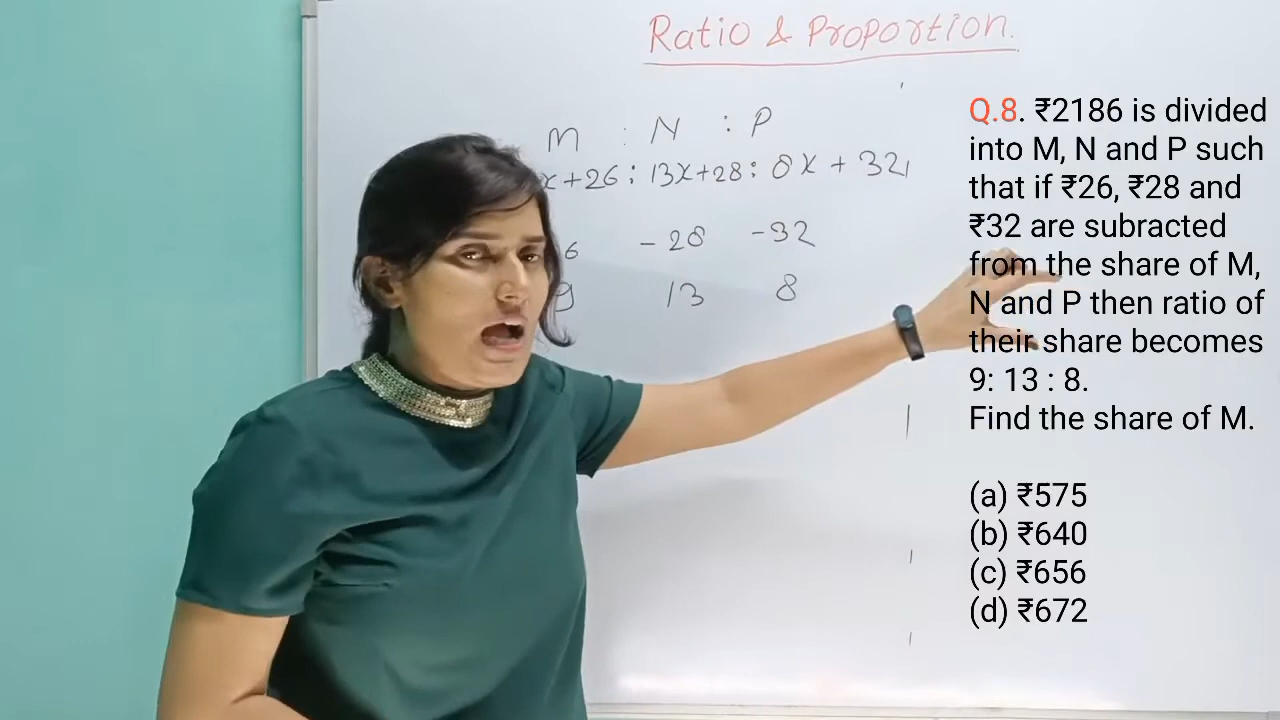 Ratio & Proportion.
M : N : P
x+26 : 13x+28 : 8x + 32
6 -28 -32
9 13 8
Q.8. ₹2186 is divided
into M, N and P such
that if ₹26, ₹28 and
₹32 are subracted
from the share of M,
N and P then ratio of
their share becomes
9: 13 : 8.
Find the share of M.
(a) ₹575
(b) ₹640
(c) ₹656
(d) ₹672